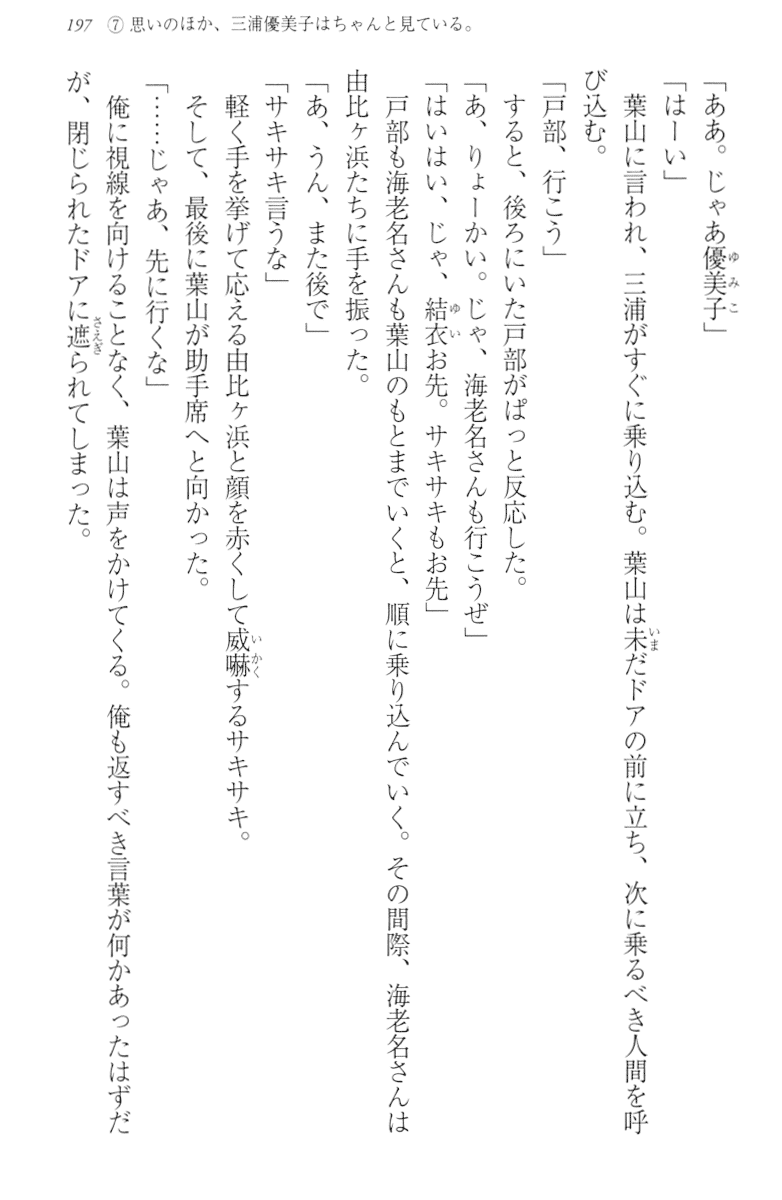 197 ⑦ 思いのほか、三浦優美子はちゃんと見ている。
「ああ。じゃあ優美子」
「はーい」
　葉山に言われ、三浦がすぐに乗り込む。葉山は未だドアの前に立ち、次に乗るべき人間を呼
び込む。
「戸部、行こう」
　すると、後ろにいた戸部がぱっと反応した。
「あ、りょーかい。じゃ、海老名さんも行こうぜ」
「はいはい、じゃ、結衣お先。サキサキもお先」
　戸部も海老名さんも葉山のもとまでいくと、順に乗り込んでいく。その間際、海老名さんは
由比ヶ浜たちに手を振った。
「あ、うん、また後で」
「サキサキ言うな」
　軽く手を挙げて応える由比ヶ浜と顔を赤くして威嚇するサキサキ。
　そして、最後に葉山が助手席へと向かった。
「……じゃあ、先に行くな」
　俺に視線を向けることなく、葉山は声をかけてくる。俺も返すべき言葉が何かあったはずだ
が、閉じられたドアに遮られてしまった。